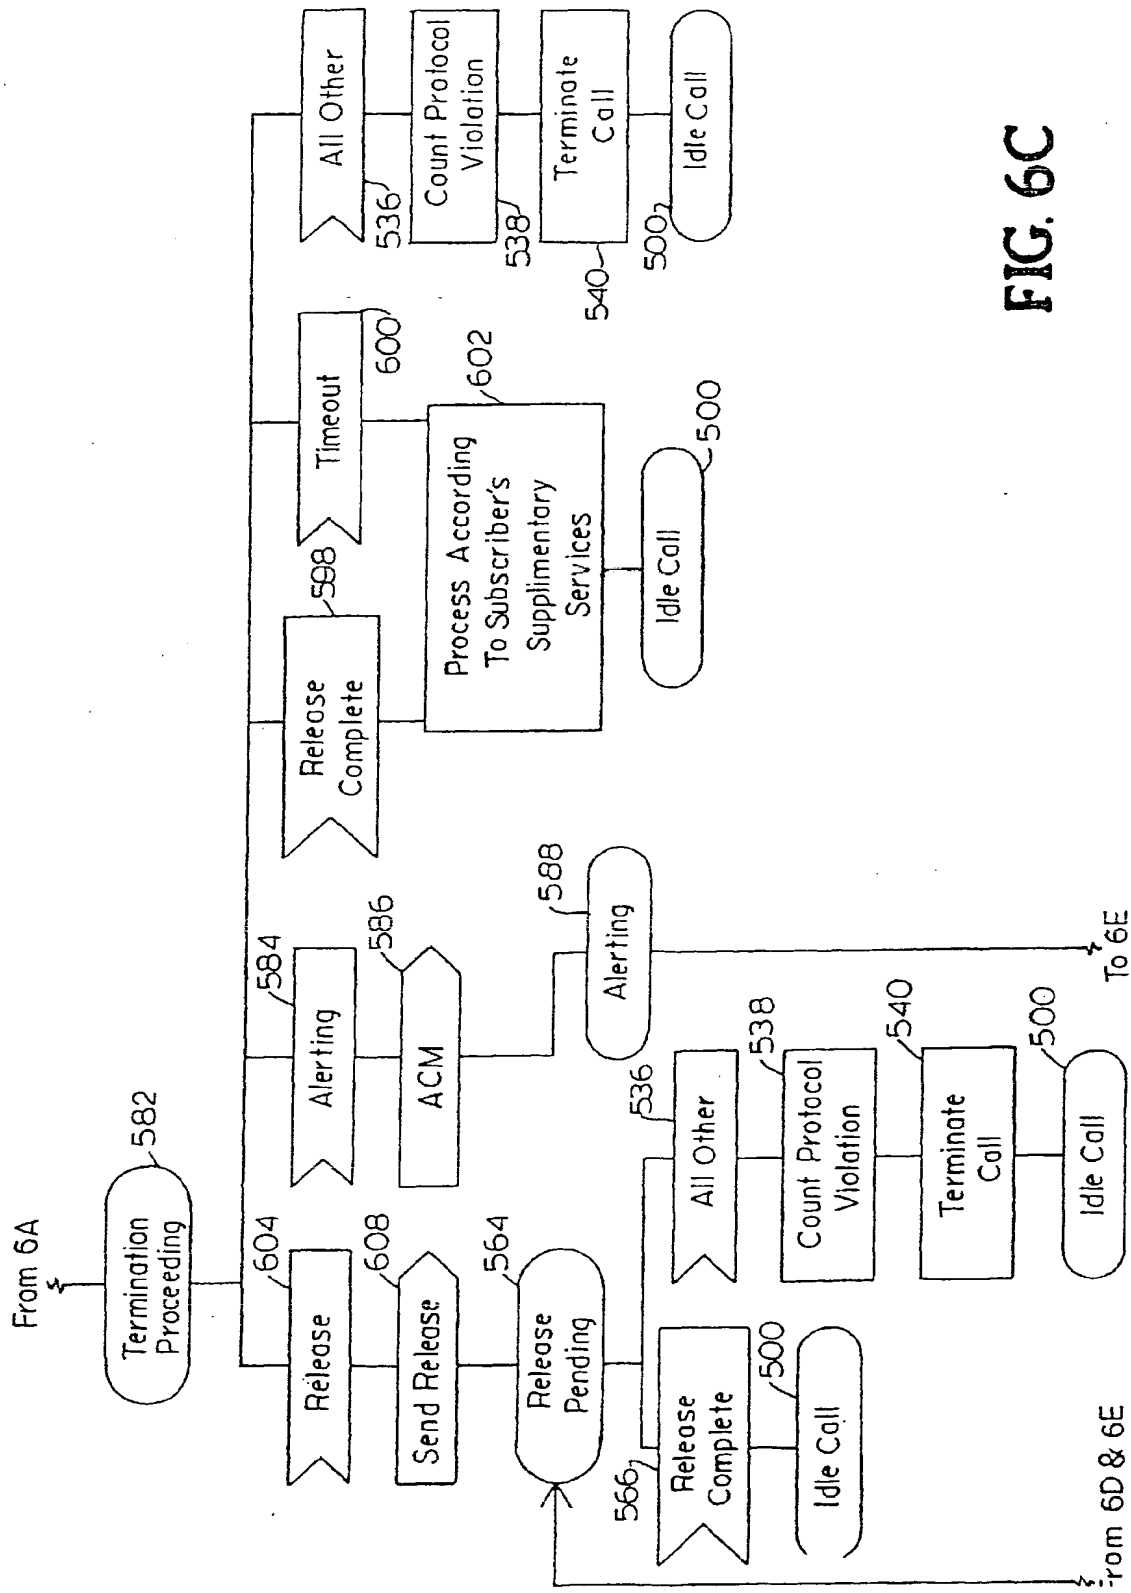 From 6A
Termination
Proceeding
582
Release
604
Send Release
608
Release
Pending
564
Release
Complete
566
Idle Call
500
All Other
536
Count Protocol
Violation
538
Terminate
Call
540
Idle Call
500
From 6D & 6E
Alerting
584
ACM
586
Alerting
588
To 6E
Release
Complete
598
Timeout
600
Process According
To Subscriber's
Supplimentary
Services
602
Idle Call
500
All Other
536
Count Protocol
Violation
538
Terminate
Call
540
Idle Call
500
FIG. 6C